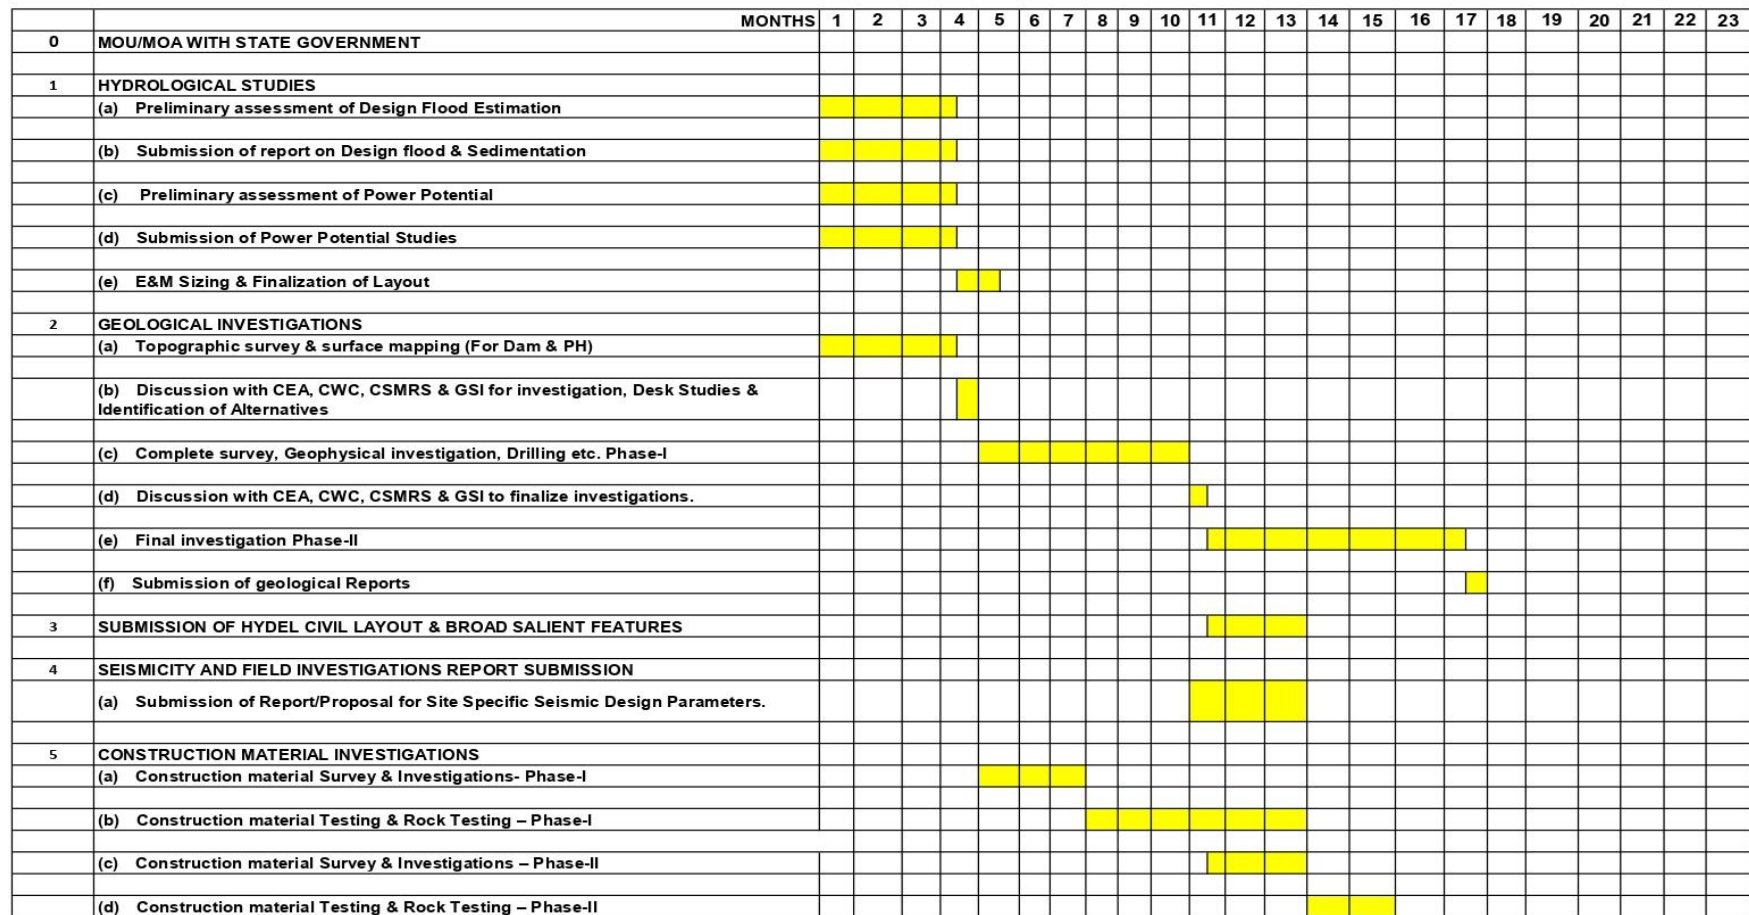 MONTHS 1 2 3 4 5 6 7 8 9 10 11 12 13 14 15 16 17 18 19 20 21 22 23
0 MOU/MOA WITH STATE GOVERNMENT
1 HYDROLOGICAL STUDIES
(a) Preliminary assessment of Design Flood Estimation
(b) Submission of report on Design flood & Sedimentation
(c) Preliminary assessment of Power Potential
(d) Submission of Power Potential Studies
(e) E&M Sizing & Finalization of Layout
2 GEOLOGICAL INVESTIGATIONS
(a) Topographic survey & surface mapping (For Dam & PH)
(b) Discussion with CEA, CWC, CSMRS & GSI for investigation, Desk Studies &
Identification of Alternatives
(c) Complete survey, Geophysical investigation, Drilling etc. Phase-I
(d) Discussion with CEA, CWC, CSMRS & GSI to finalize investigations.
(e) Final investigation Phase-II
(f) Submission of geological Reports
3 SUBMISSION OF HYDEL CIVIL LAYOUT & BROAD SALIENT FEATURES
4 SEISMICITY AND FIELD INVESTIGATIONS REPORT SUBMISSION
(a) Submission of Report/Proposal for Site Specific Seismic Design Parameters.
5 CONSTRUCTION MATERIAL INVESTIGATIONS
(a) Construction material Survey & Investigations- Phase-I
(b) Construction material Testing & Rock Testing – Phase-I
(c) Construction material Survey & Investigations – Phase-II
(d) Construction material Testing & Rock Testing – Phase-II